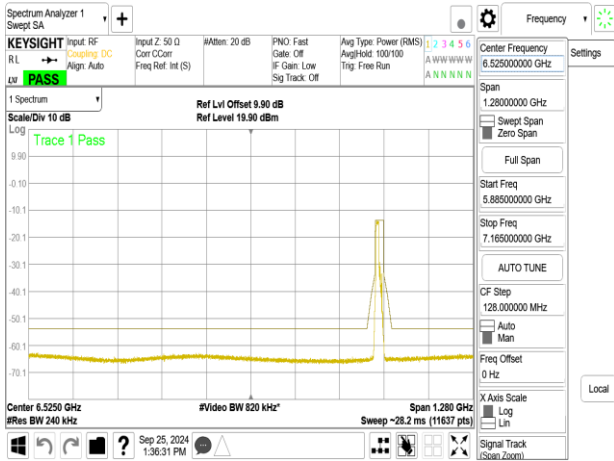 Spectrum Analyzer 1
Swept SA
+
Frequency
KEYSIGHT
Input: RF
Coupling: DC
Align: Auto
Input Z: 50 Ω
Corr CCorr
Freq Ref: Int (S)
#Atten: 20 dB
PNO: Fast
Gate: Off
IF Gain: Low
Sig Track: Off
Avg Type: Power (RMS)
Avg|Hold: 100/100
Trig: Free Run
1 2 3 4 5 6
A W W W W W
A N N N N N
RL
LXI
PASS
Center Frequency
6.525000000 GHz
Settings
Span
1.28000000 GHz
Swept Span
Zero Span
Full Span
Start Freq
5.885000000 GHz
Stop Freq
7.165000000 GHz
AUTO TUNE
CF Step
128.000000 MHz
Auto
Man
Freq Offset
0 Hz
X Axis Scale
Log
Lin
Local
Signal Track
(Span Zoom)
1 Spectrum
Scale/Div 10 dB
Ref Lvl Offset 9.90 dB
Ref Level 19.90 dBm
Log
Trace 1 Pass
9.90
-0.10
-10.1
-20.1
-30.1
-40.1
-50.1
-60.1
-70.1
Center 6.5250 GHz
#Video BW 820 kHz*
Span 1.280 GHz
#Res BW 240 kHz
Sweep ~28.2 ms (11637 pts)
?
Sep 25, 2024
1:36:31 PM